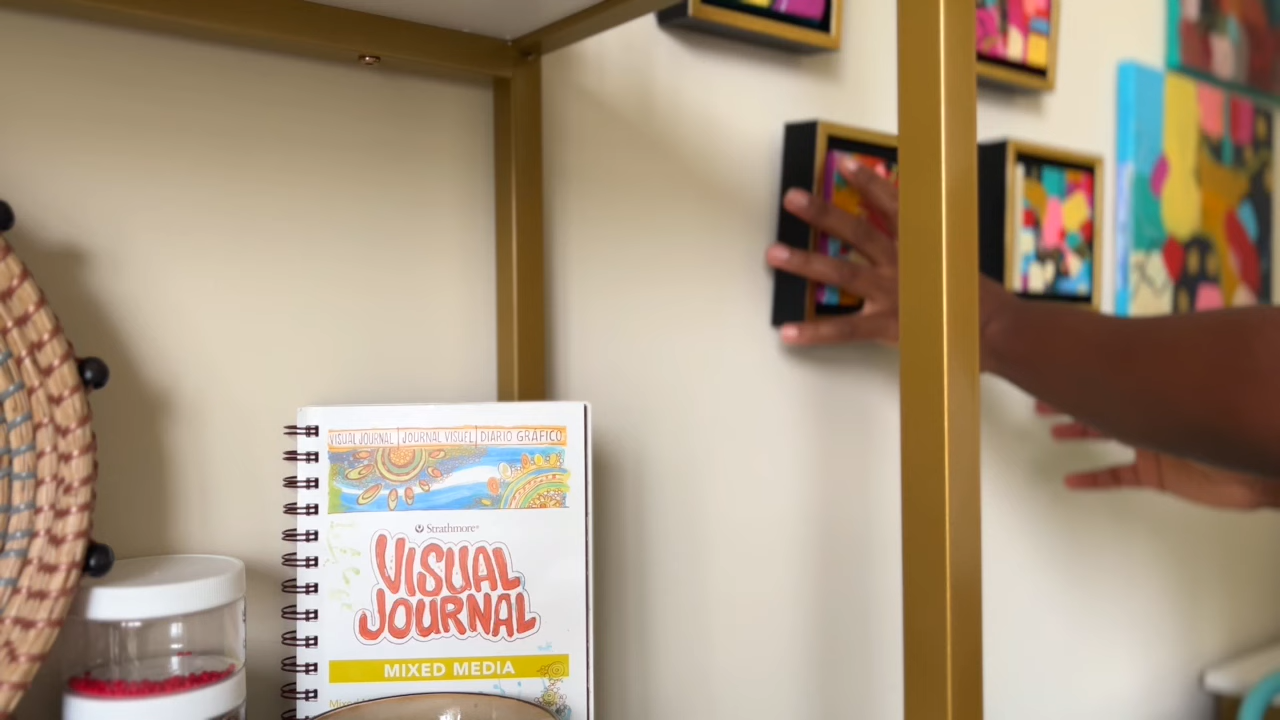 VISUAL JOURNAL | JOURNAL VISUEL | DIARIO GRÁFICO
Strathmore®
VISUAL
JOURNAL
MIXED MEDIA